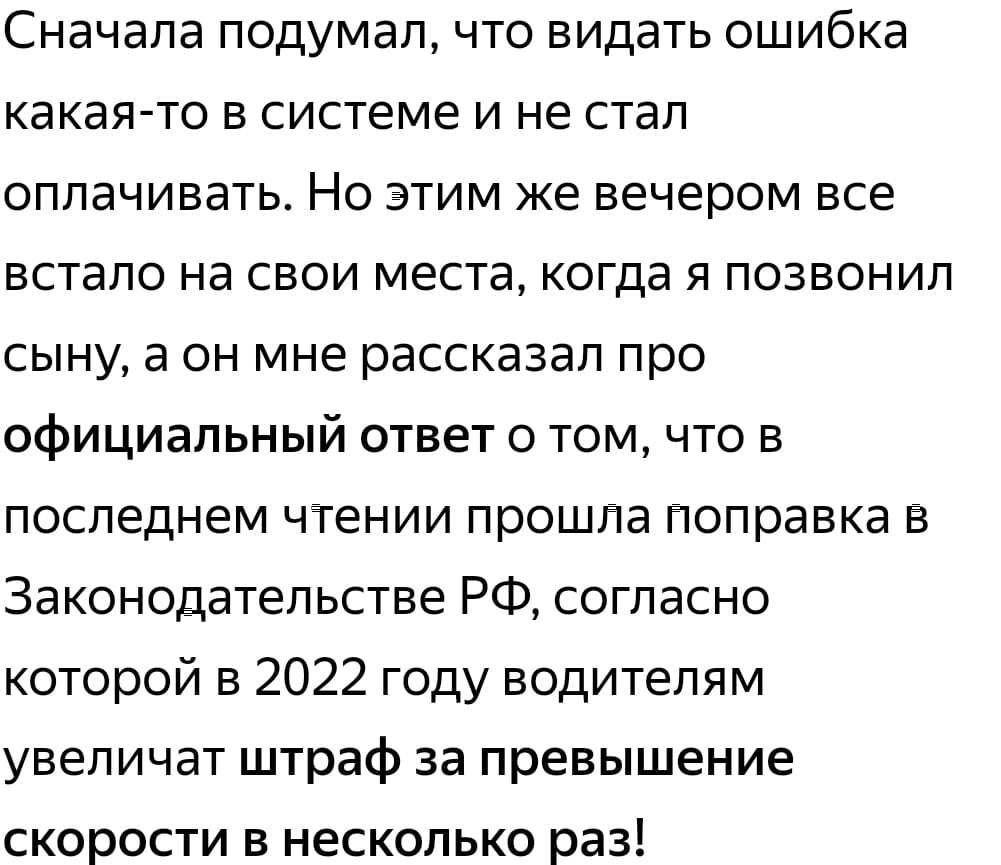 Сначала подумал, что видать ошибка
какая-то в системе и не стал
оплачивать. Но этим же вечером все
встало на свои места, когда я позвонил
сыну, а он мне рассказал про
официальный ответ о том, что в
последнем чтении прошла поправка в
Законодательстве РФ, согласно
которой в 2022 году водителям
увеличат штраф за превышение
скорости в несколько раз!